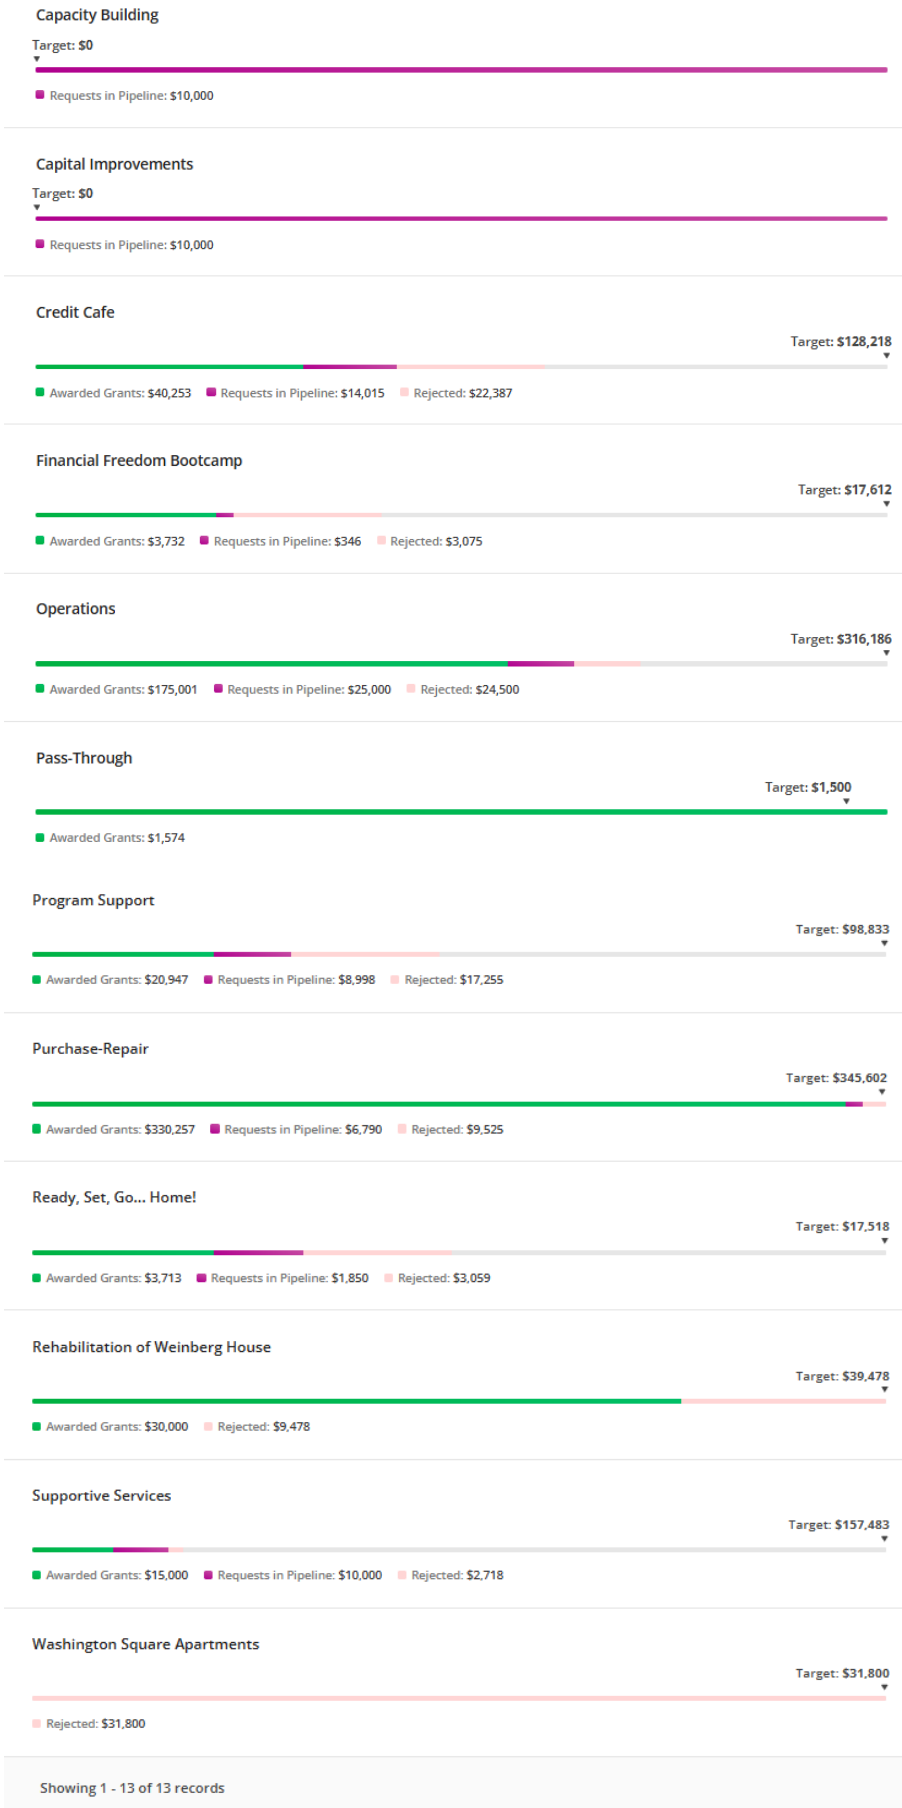 Capacity Building
Target: $0
Requests in Pipeline: $10,000
Capital Improvements
Target: $0
Requests in Pipeline: $10,000
Credit Cafe
Target: $128,218
Awarded Grants: $40,253 Requests in Pipeline: $14,015 Rejected: $22,387
Financial Freedom Bootcamp
Target: $17,612
Awarded Grants: $3,732 Requests in Pipeline: $346 Rejected: $3,075
Operations
Target: $316,186
Awarded Grants: $175,001 Requests in Pipeline: $25,000 Rejected: $24,500
Pass-Through
Target: $1,500
Awarded Grants: $1,574
Program Support
Target: $98,833
Awarded Grants: $20,947 Requests in Pipeline: $8,998 Rejected: $17,255
Purchase-Repair
Target: $345,602
Awarded Grants: $330,257 Requests in Pipeline: $6,790 Rejected: $9,525
Ready, Set, Go... Home!
Target: $17,518
Awarded Grants: $3,713 Requests in Pipeline: $1,850 Rejected: $3,059
Rehabilitation of Weinberg House
Target: $39,478
Awarded Grants: $30,000 Rejected: $9,478
Supportive Services
Target: $157,483
Awarded Grants: $15,000 Requests in Pipeline: $10,000 Rejected: $2,718
Washington Square Apartments
Target: $31,800
Rejected: $31,800
Showing 1 - 13 of 13 records